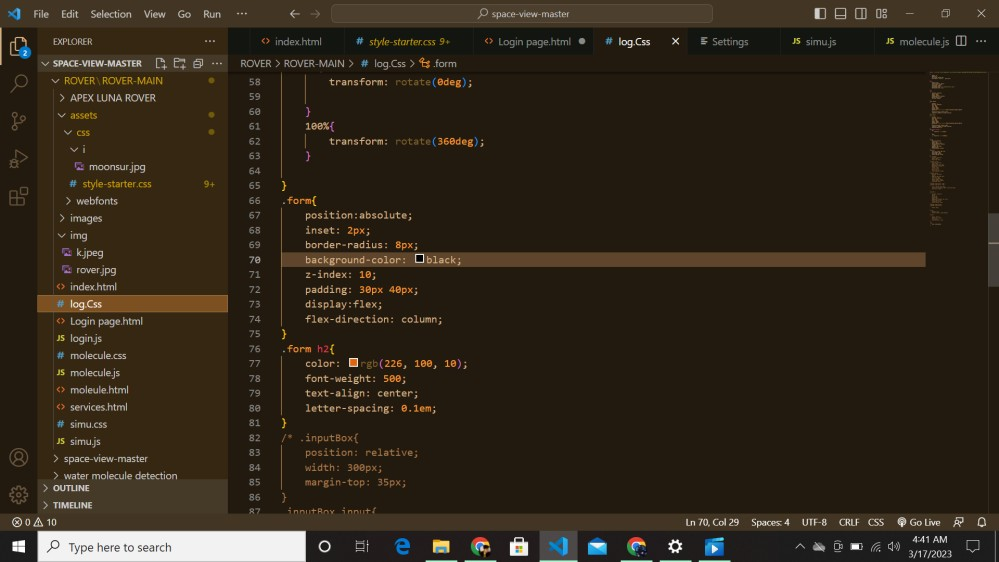 File Edit Selection View Go Run ··· space-view-master
EXPLORER ···
index.html style-starter.css 9+ Login page.html log.Css Settings simu.js molecule.js ···
SPACE-VIEW-MASTER ···
ROVER > ROVER-MAIN > # log.Css > .form
ROVER \ ROVER-MAIN
APEX LUNA ROVER
assets
css
i
moonsur.jpg
# style-starter.css 9+
webfonts
images
img
k.jpeg
rover.jpg
<> index.html
# log.Css
<> Login page.html
JS login.js
# molecule.css
JS molecule.js
<> moleule.html
<> services.html
# simu.css
JS simu.js
space-view-master
water molecule detection
OUTLINE
TIMELINE
2
58 transform: rotate(0deg);
59
60 }
61 100%{
62 transform: rotate(360deg);
63 }
64
65 }
66 .form{
67 position:absolute;
68 inset: 2px;
69 border-radius: 8px;
70 background-color: black;
71 z-index: 10;
72 padding: 30px 40px;
73 display:flex;
74 flex-direction: column;
75 }
76 .form h2{
77 color: rgb(226, 100, 10);
78 font-weight: 500;
79 text-align: center;
80 letter-spacing: 0.1em;
81 }
82 /* .inputBox{
83 position: relative;
84 width: 300px;
85 margin-top: 35px;
86 }
87 .inputBox input{
0 10 Ln 70, Col 29 Spaces: 4 UTF-8 CRLF CSS Go Live
Type here to search
4:41 AM
3/17/2023